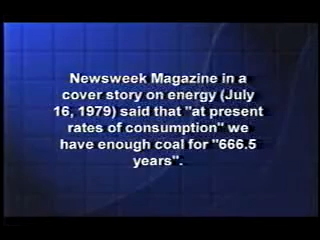 Newsweek Magazine in a
cover story on energy (July
16, 1979) said that "at present
rates of consumption" we
have enough coal for "666.5
years".